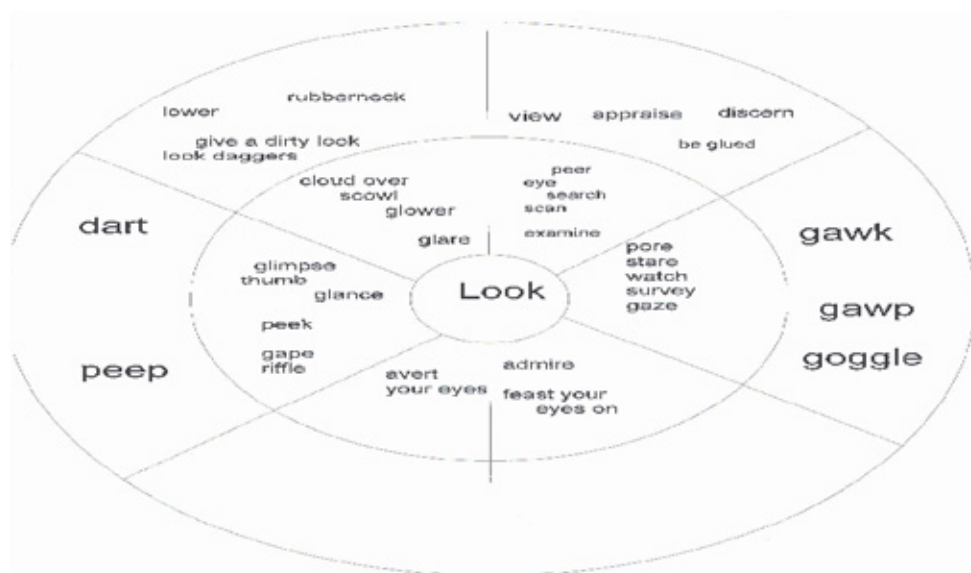 rubberneck
lower
view
appraise
discern
give a dirty look
look daggers
be glued
cloud over
scowl
glower
glare
peer
eye
search
scan
examine
dart
peep
glimpse
thumb
glance
peek
gape
riffle
Look
pore
stare
watch
survey
gaze
gawk
gawp
goggle
avert
your eyes
admire
feast your
eyes on